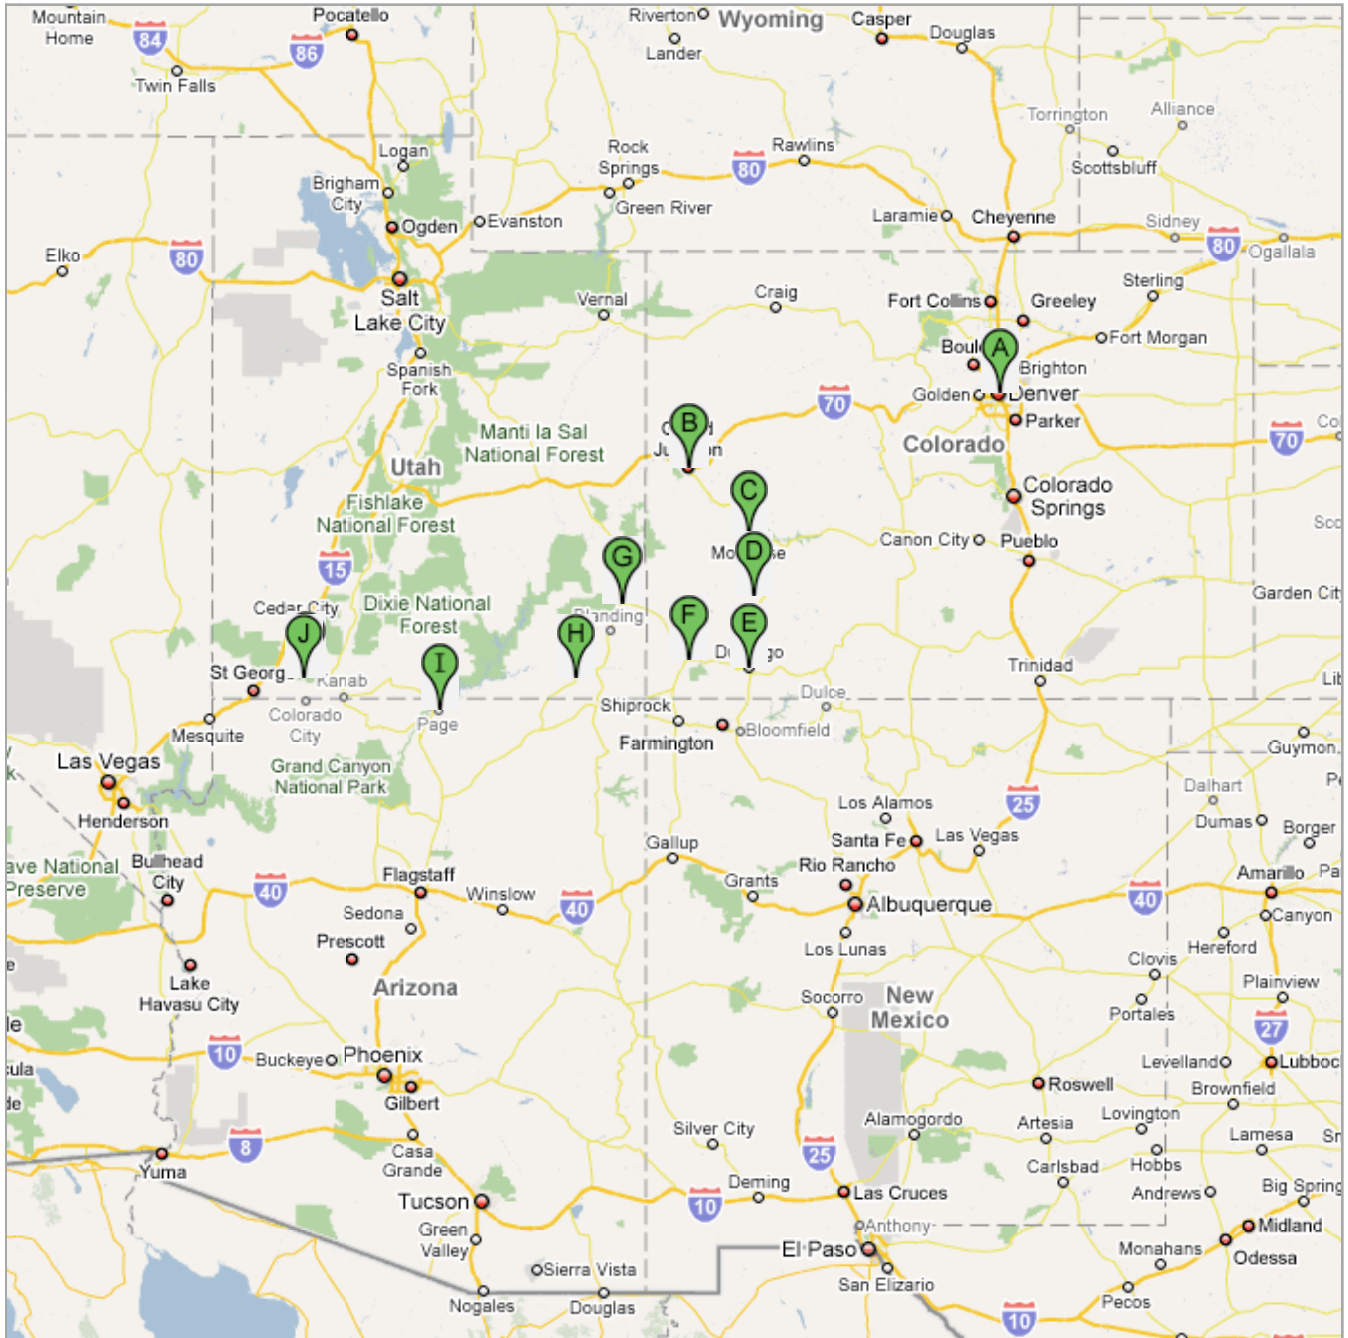 Mountain
Home
84
Pocatello
86
Twin Falls
Riverton
Lander
Wyoming
Casper
Douglas
Torrington
Alliance
Scottsbluff
Logan
Brigham
City
Ogden
Evanston
Rock
Springs
Green River
80
Rawlins
Laramie
Cheyenne
Sidney
80
Ogallala
Elko
80
Salt
Lake City
Vernal
Craig
Fort Collins
Greeley
Sterling
Fort Morgan
Spanish
Fork
A
Brighton
Golden
Denver
Parker
70
Colorado
70
B
Manti la Sal
National Forest
Utah
Fishlake
National Forest
C
Colorado
Springs
Canon City
Pueblo
D
15
G
Garden City
Cedar City
Dixie National
Forest
Blanding
J
H
F
E
I
Trinidad
Kanab
Colorado
City
Page
Mesquite
Shiprock
Farmington
Bloomfield
Dulce
Guymon
Las Vegas
Henderson
Grand Canyon
National Park
25
Dalhart
Dumas
Borger
Los Alamos
Santa Fe
Las Vegas
Rio Rancho
Gallup
Grants
Albuquerque
Los Lunas
National
Preserve
Bullhead
City
40
Flagstaff
Winslow
40
40
Amarillo
Canyon
Hereford
Sedona
Prescott
Lake
Havasu City
Arizona
Socorro
New
Mexico
Clovis
Portales
Plainview
27
10
Buckeye
Phoenix
Gilbert
Levelland
Lubboc
Brownfield
Roswell
Lovington
Lamesa
Artesia
Alamogordo
Silver City
8
Casa
Grande
Yuma
25
Hobbs
Carlsbad
Deming
Las Cruces
10
Andrews
Big Spring
Tucson
Green
Valley
Anthony
El Paso
San Elizario
Midland
Odessa
Monahans
Pecos
Sierra Vista
Nogales
Douglas
10